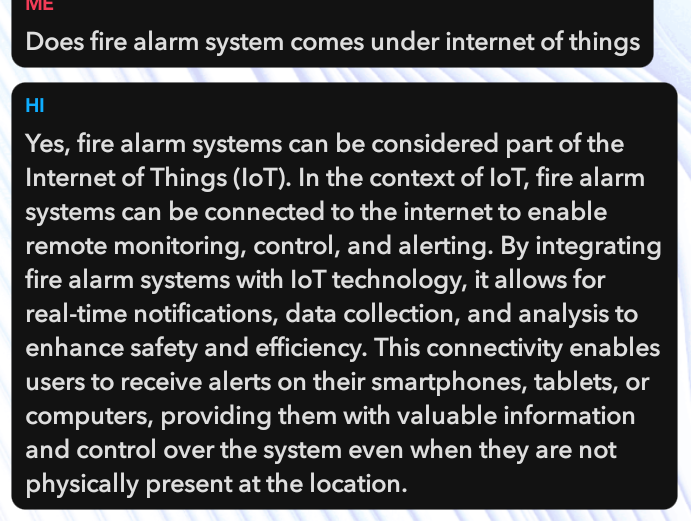 ME
Does fire alarm system comes under internet of things
HI
Yes, fire alarm systems can be considered part of the
Internet of Things (IoT). In the context of IoT, fire alarm
systems can be connected to the internet to enable
remote monitoring, control, and alerting. By integrating
fire alarm systems with IoT technology, it allows for
real-time notifications, data collection, and analysis to
enhance safety and efficiency. This connectivity enables
users to receive alerts on their smartphones, tablets, or
computers, providing them with valuable information
and control over the system even when they are not
physically present at the location.